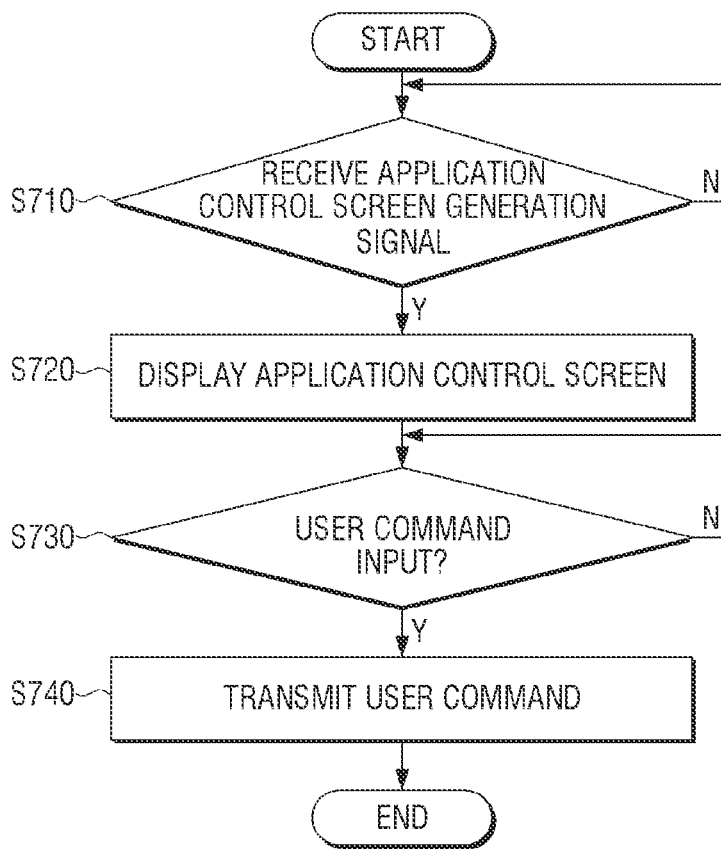 START
S710
RECEIVE APPLICATION
CONTROL SCREEN GENERATION
SIGNAL
N
Y
S720
DISPLAY APPLICATION CONTROL SCREEN
S730
USER COMMAND
INPUT?
N
Y
S740
TRANSMIT USER COMMAND
END